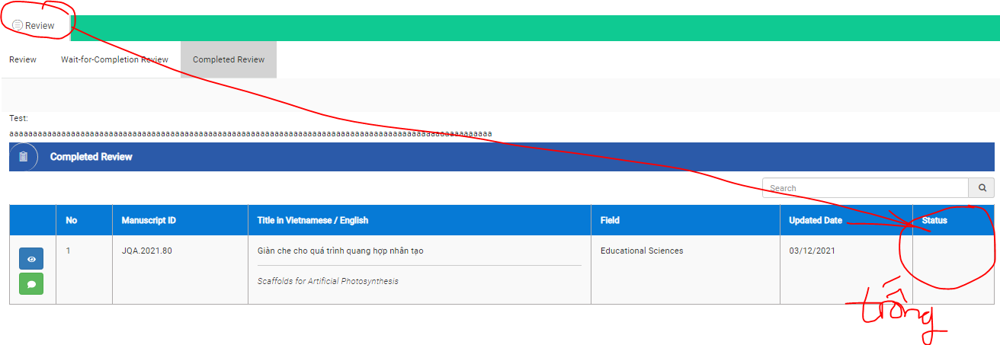 Review
Review Wait-for-Completion Review Completed Review
Test:
aaaaaaaaaaaaaaaaaaaaaaaaaaaaaaaaaaaaaaaaaaaaaaaaaaaaaaaaaaaaaaaaaaaaaaaaaaaaaaaaaaaaaaaaaaaaaaaaaaaaaaa
Completed Review
Search
No Manuscript ID Title in Vietnamese / English Field Updated Date Status
1 JQA.2021.80 Giàn che cho quá trình quang hợp nhân tạo Educational Sciences 03/12/2021
Scaffolds for Artificial Photosynthesis
trống